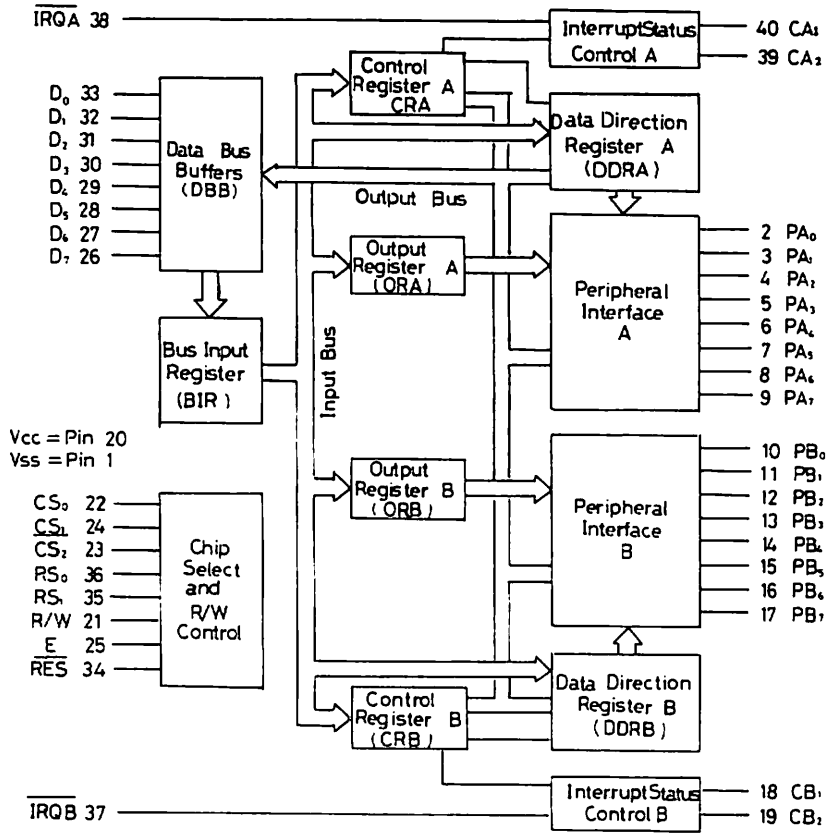 IRQA 38
Interrupt Status
Control A
40 CA₁
39 CA₂
Control
Register A
CRA
D₀ 33
D₁ 32
D₂ 31
D₃ 30
D₄ 29
D₅ 28
D₆ 27
D₇ 26
Data Bus
Buffers
(DBB)
Data Direction
Register A
(DDRA)
Output Bus
Output
Register A
(ORA)
Peripheral
Interface
A
2 PA₀
3 PA₁
4 PA₂
5 PA₃
6 PA₄
7 PA₅
8 PA₆
9 PA₇
Bus Input
Register
(BIR)
Input Bus
Vcc = Pin 20
Vss = Pin 1
Output
Register B
(ORB)
Peripheral
Interface
B
10 PB₀
11 PB₁
12 PB₂
13 PB₃
14 PB₄
15 PB₅
16 PB₆
17 PB₇
CS₀ 22
CS₁ 24
CS₂ 23
RS₀ 36
RS₁ 35
R/W 21
E 25
RES 34
Chip
Select
and
R/W
Control
Control
Register B
(CRB)
Data Direction
Register B
(DDRB)
IRQB 37
Interrupt Status
Control B
18 CB₁
19 CB₂